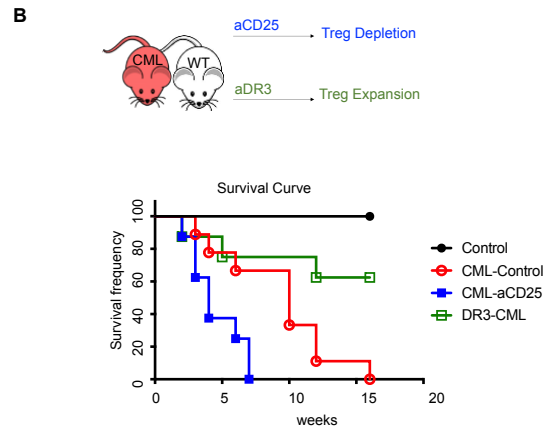 B
aCD25
Treg Depletion
CML
WT
aDR3
Treg Expansion
Survival Curve
Survival frequency
100
80
60
40
20
0
0
5
10
15
20
weeks
Control
CML-Control
CML-aCD25
DR3-CML